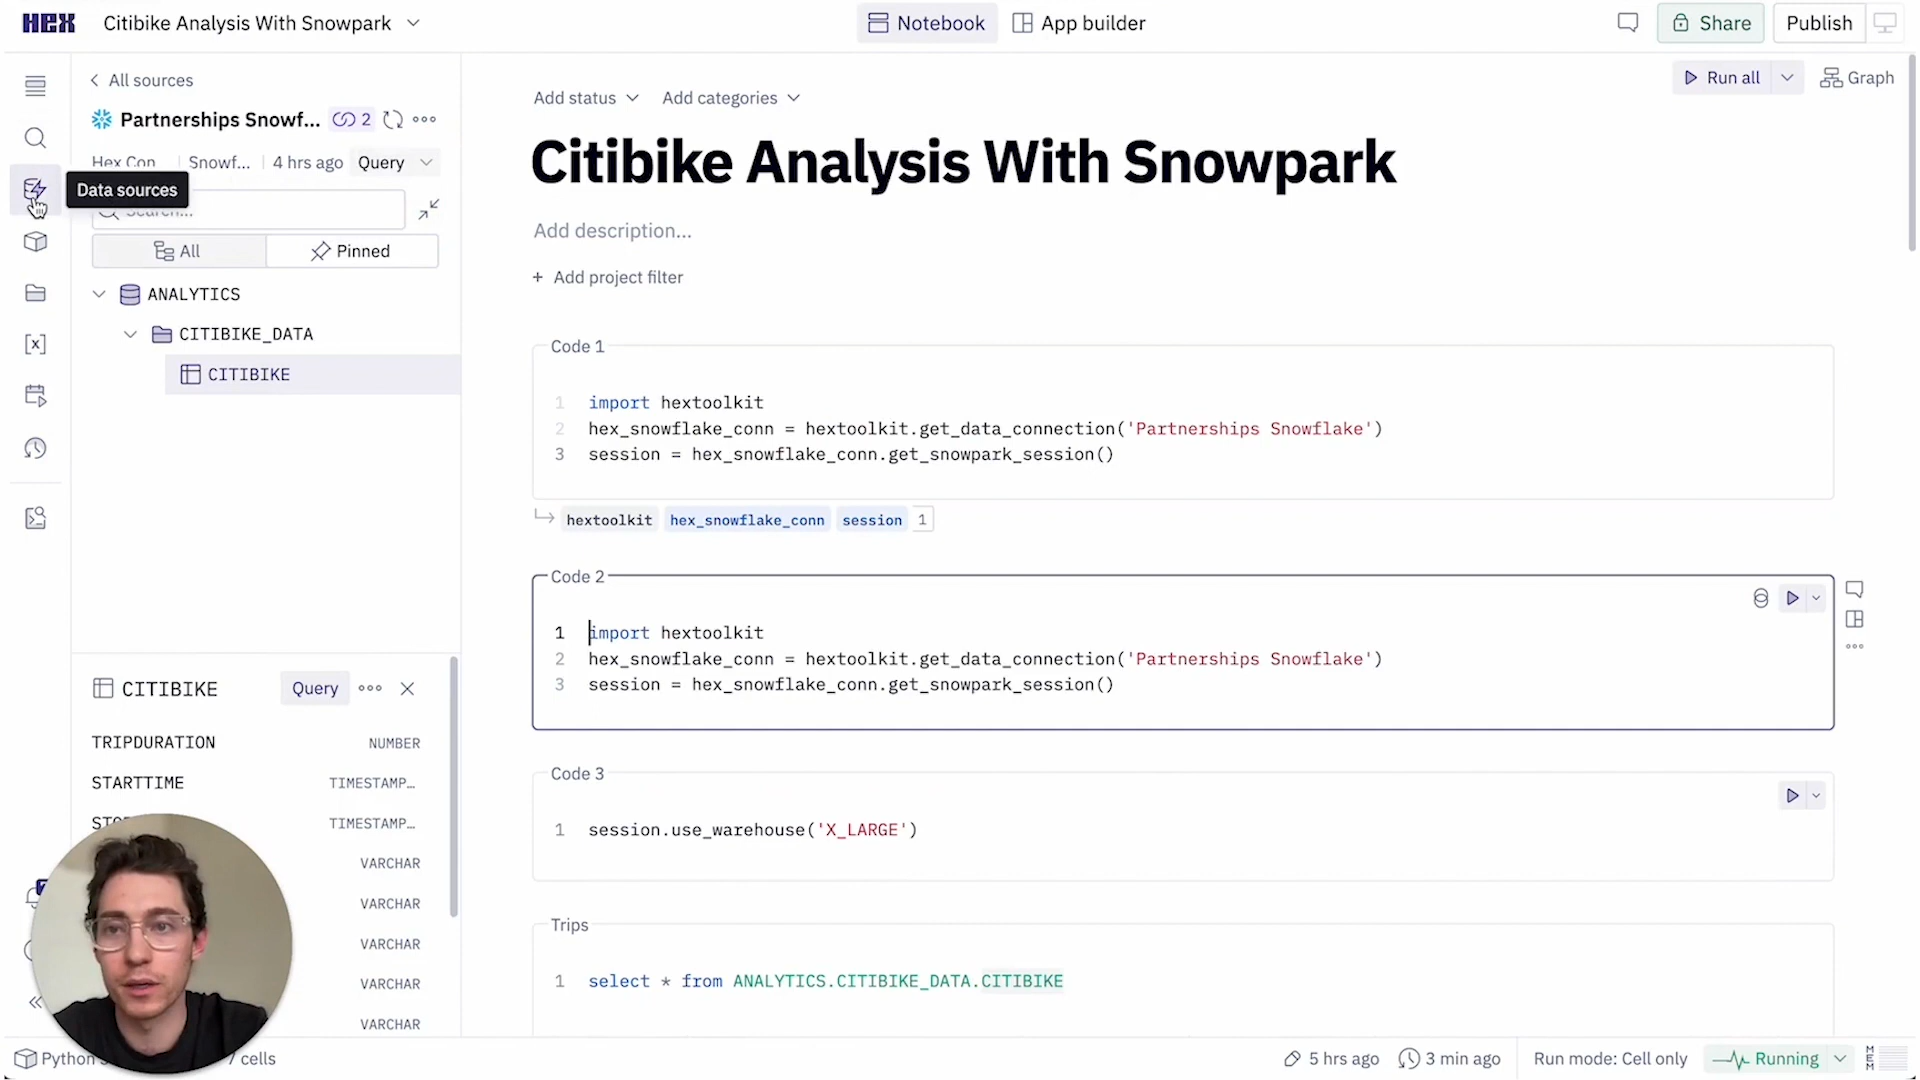 HEX
Citibike Analysis With Snowpark
Notebook
App builder
Share
Publish
All sources
Partnerships Snowf...
2
Hex Con
Snowf...
4 hrs ago
Query
Data sources
Search...
All
Pinned
ANALYTICS
CITIBIKE_DATA
CITIBIKE
CITIBIKE
Query
TRIPDURATION
NUMBER
STARTTIME
TIMESTAMP...
TIMESTAMP...
VARCHAR
VARCHAR
VARCHAR
VARCHAR
VARCHAR
Run all
Graph
Add status
Add categories
Citibike Analysis With Snowpark
Add description...
+ Add project filter
Code 1
1 import hextoolkit
2 hex_snowflake_conn = hextoolkit.get_data_connection('Partnerships Snowflake')
3 session = hex_snowflake_conn.get_snowpark_session()
hextoolkit hex_snowflake_conn session 1
Code 2
1 import hextoolkit
2 hex_snowflake_conn = hextoolkit.get_data_connection('Partnerships Snowflake')
3 session = hex_snowflake_conn.get_snowpark_session()
Code 3
1 session.use_warehouse('X_LARGE')
Trips
1 select * from ANALYTICS.CITIBIKE_DATA.CITIBIKE
Python
7 cells
5 hrs ago
3 min ago
Run mode: Cell only
Running
MEM